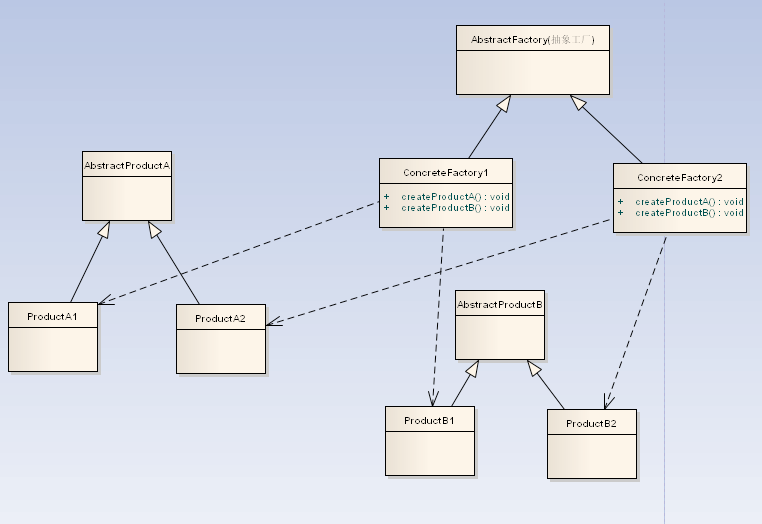 AbstractFactory(抽象工厂)
AbstractProductA
ConcreteFactory1
+ createProductA() : void
+ createProductB() : void
ConcreteFactory2
+ createProductA() : void
+ createProductB() : void
AbstractProductB
ProductA1
ProductA2
ProductB1
ProductB2